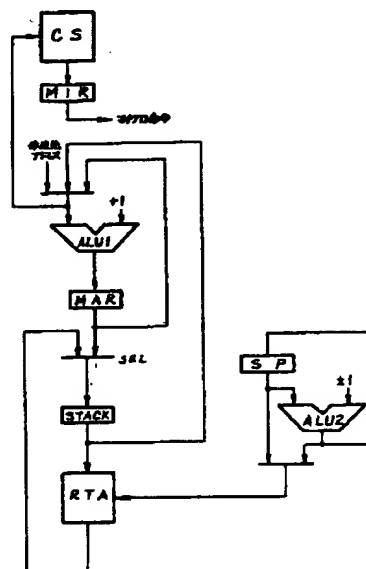 CS
MIR
+1
ALU1
MAR
SEL
SP
±1
STACK
ALU2
RTA